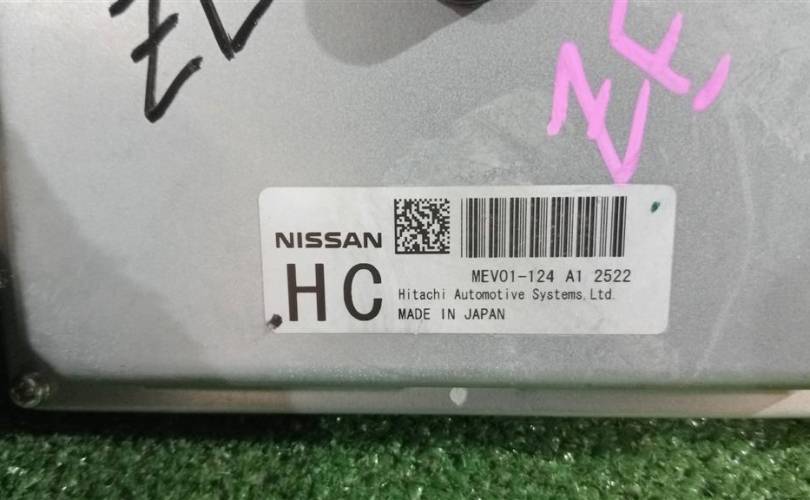 NISSAN
HC
MEV01-124 A1 2522
Hitachi Automotive Systems,Ltd.
MADE IN JAPAN